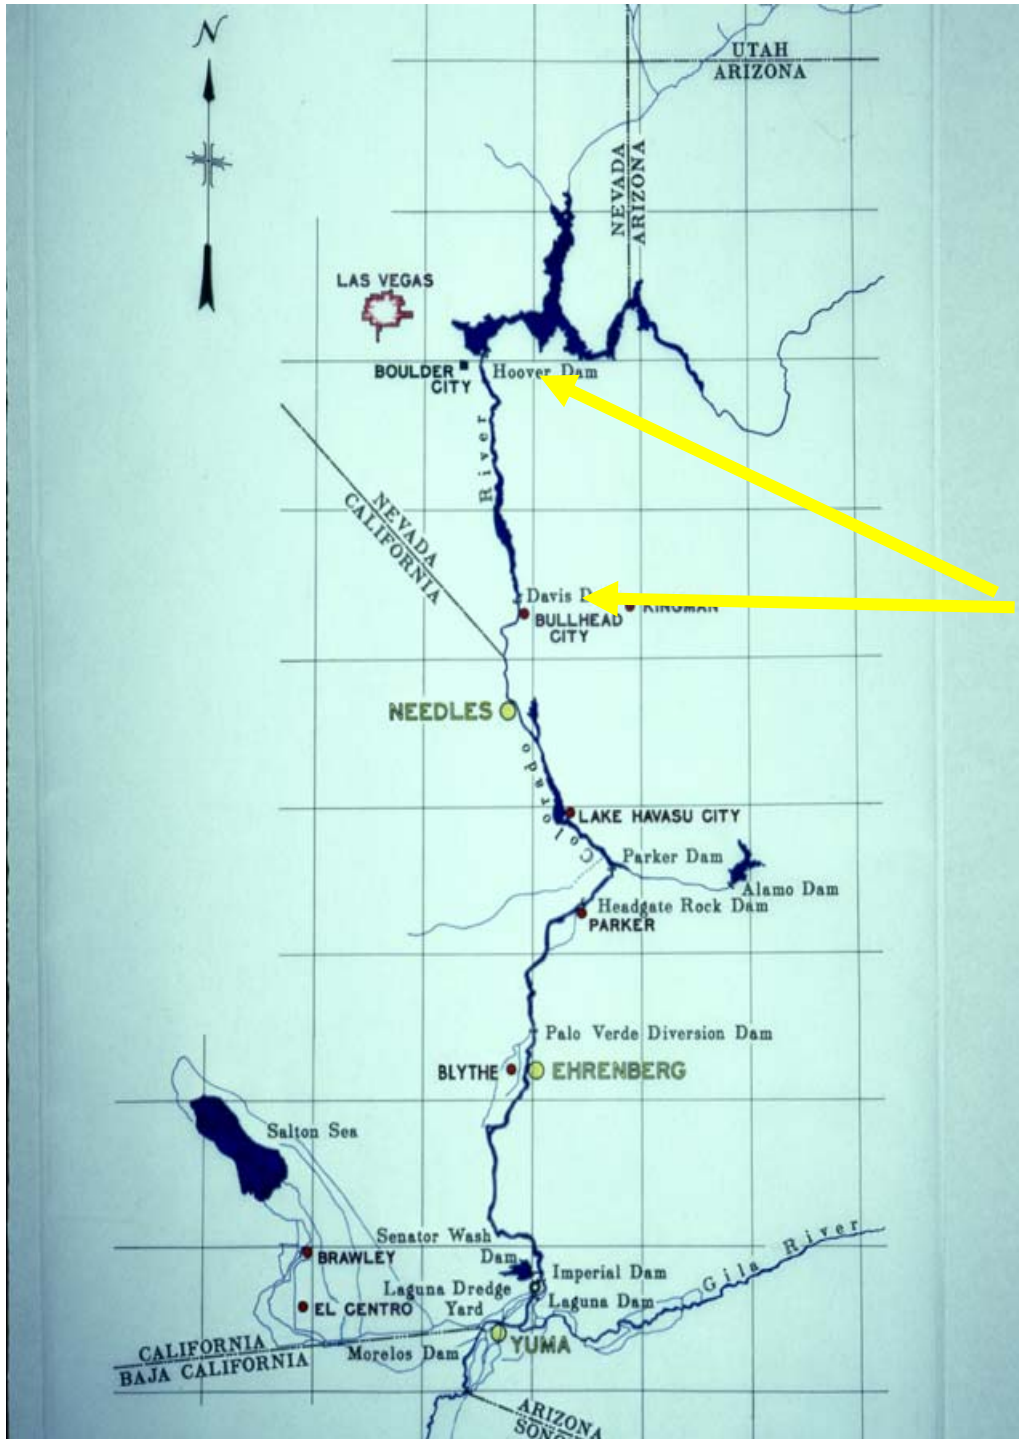 N
UTAH
ARIZONA
NEVADA
ARIZONA
LAS VEGAS
BOULDER
CITY
Hoover Dam
River
NEVADA
CALIFORNIA
Davis D
KINGMAN
BULLHEAD
CITY
NEEDLES
Colorado
LAKE HAVASU CITY
Parker Dam
Alamo Dam
Headgate Rock Dam
PARKER
Palo Verde Diversion Dam
BLYTHE
EHRENBERG
Salton Sea
Senator Wash
Dam
BRAWLEY
Imperial Dam
Gila River
Laguna Dredge
Yard
Laguna Dam
EL CENTRO
CALIFORNIA
BAJA CALIFORNIA
Morelos Dam
YUMA
ARIZONA